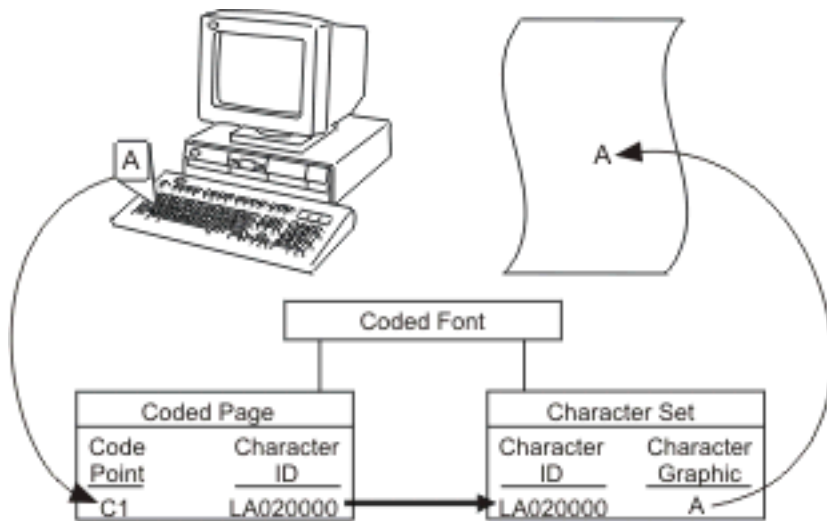 A
A
Coded Font
Coded Page
Code Point
Character ID
C1
LA020000
Character Set
Character ID
Character Graphic
LA020000
A